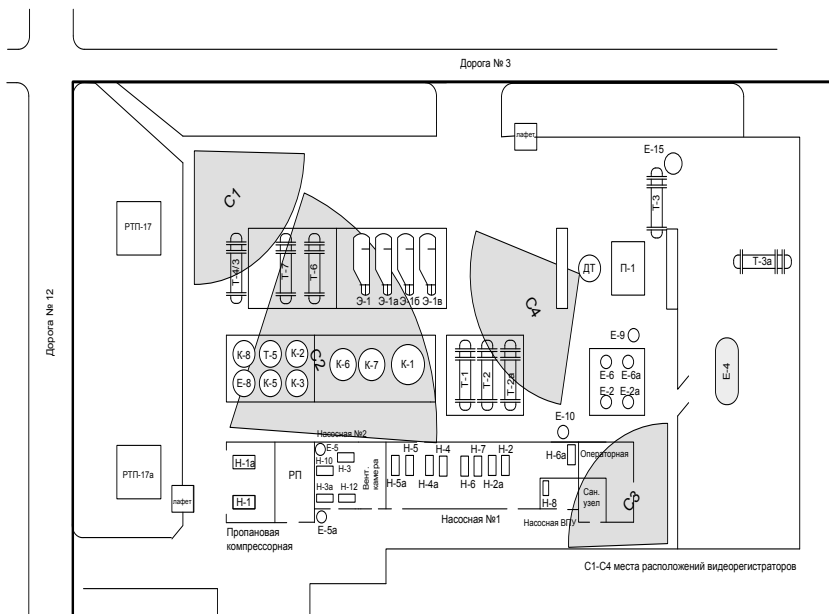 Дорога № 3
Дорога № 12
лафет
Е-15
Т-3
РТП-17
С1
Т-4/3
Т-7
Т-6
Э-1
Э-1а
Э-1б
Э-1в
С4
ДТ
П-1
Т-3а
К-8
Т-5
К-2
С2
К-6
К-7
К-1
Е-8
К-5
К-3
Т-1
Т-2
Т-2а
Е-9
Е-6
Е-6а
Е-2
Е-2а
Е-4
Е-10
Насосная №2
РТП-17а
лафет
Н-1а
Н-1
РП
Е-5
Н-10
Н-3
Н-3а
Н-12
Е-5а
Вент.
камера
Н-5
Н-4
Н-7
Н-2
Н-5а
Н-4а
Н-6
Н-2а
Н-6а
Операторная
Н-8
Сан.
узел
С3
Насосная ВПУ
Насосная №1
Пропановая
компрессорная
С1-С4 места расположений видеорегистраторов